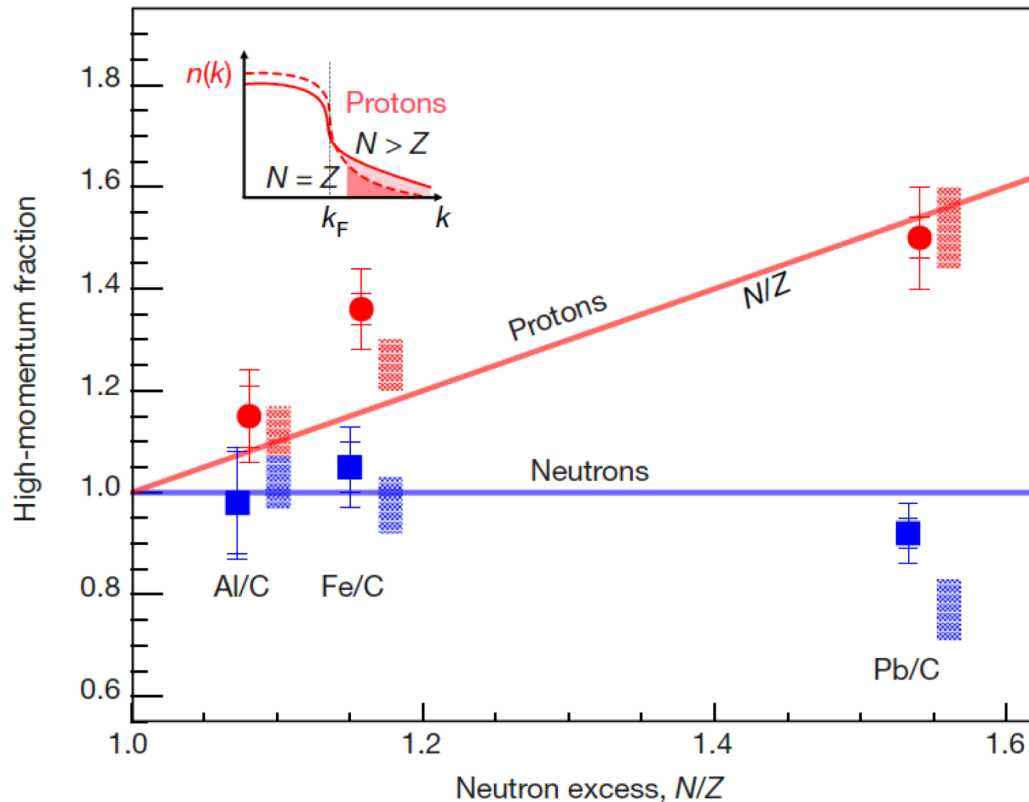 1.8
1.6
1.4
1.2
1.0
0.8
0.6
High-momentum fraction
n(k)
Protons
N > Z
N = Z
k_F
k
Protons
N/Z
Neutrons
Al/C
Fe/C
Pb/C
1.0
1.2
1.4
1.6
Neutron excess, N/Z